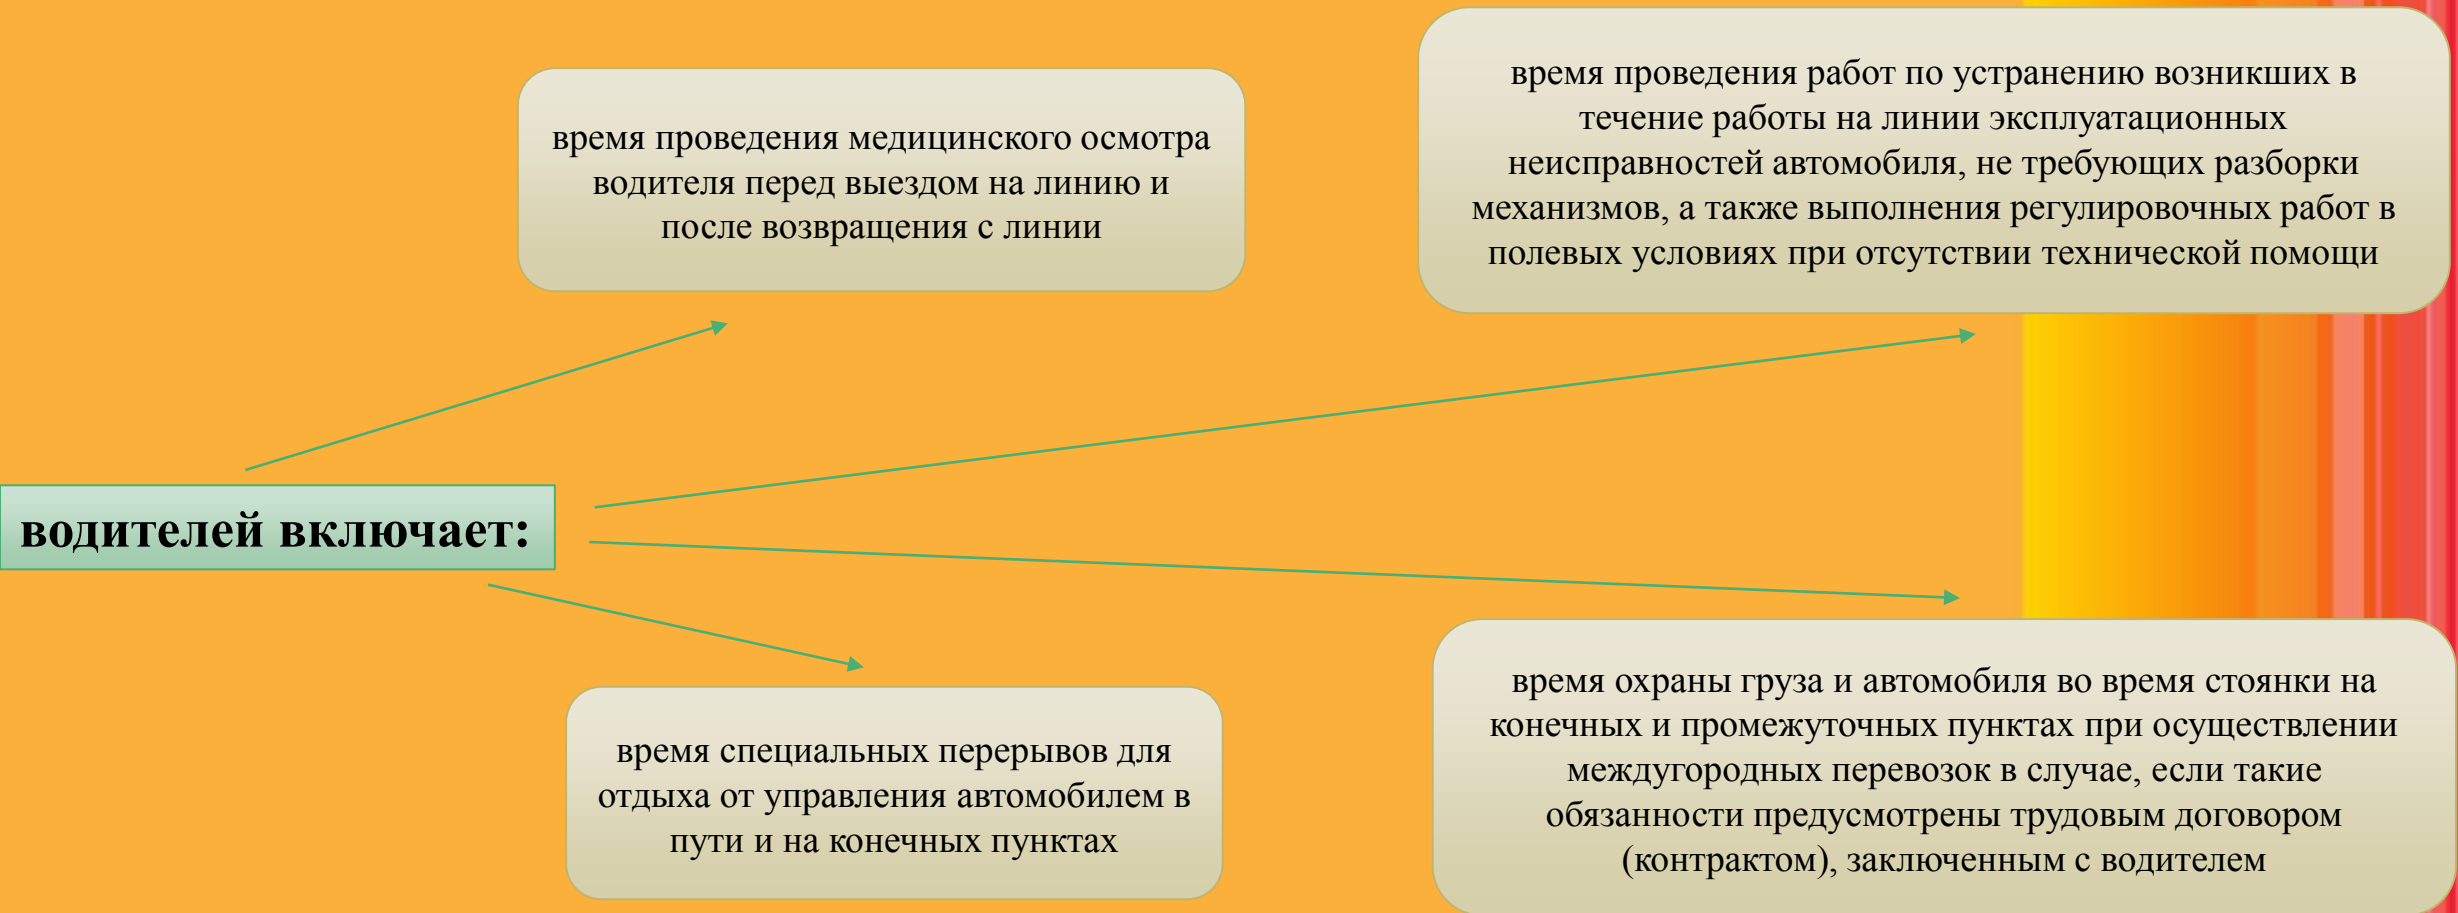 время проведения медицинского осмотра
водителя перед выездом на линию и
после возвращения с линии
время проведения работ по устранению возникших в
течение работы на линии эксплуатационных
неисправностей автомобиля, не требующих разборки
механизмов, а также выполнения регулировочных работ в
полевых условиях при отсутствии технической помощи
водителей включает:
время специальных перерывов для
отдыха от управления автомобилем в
пути и на конечных пунктах
время охраны груза и автомобиля во время стоянки на
конечных и промежуточных пунктах при осуществлении
междугородных перевозок в случае, если такие
обязанности предусмотрены трудовым договором
(контрактом), заключенным с водителем